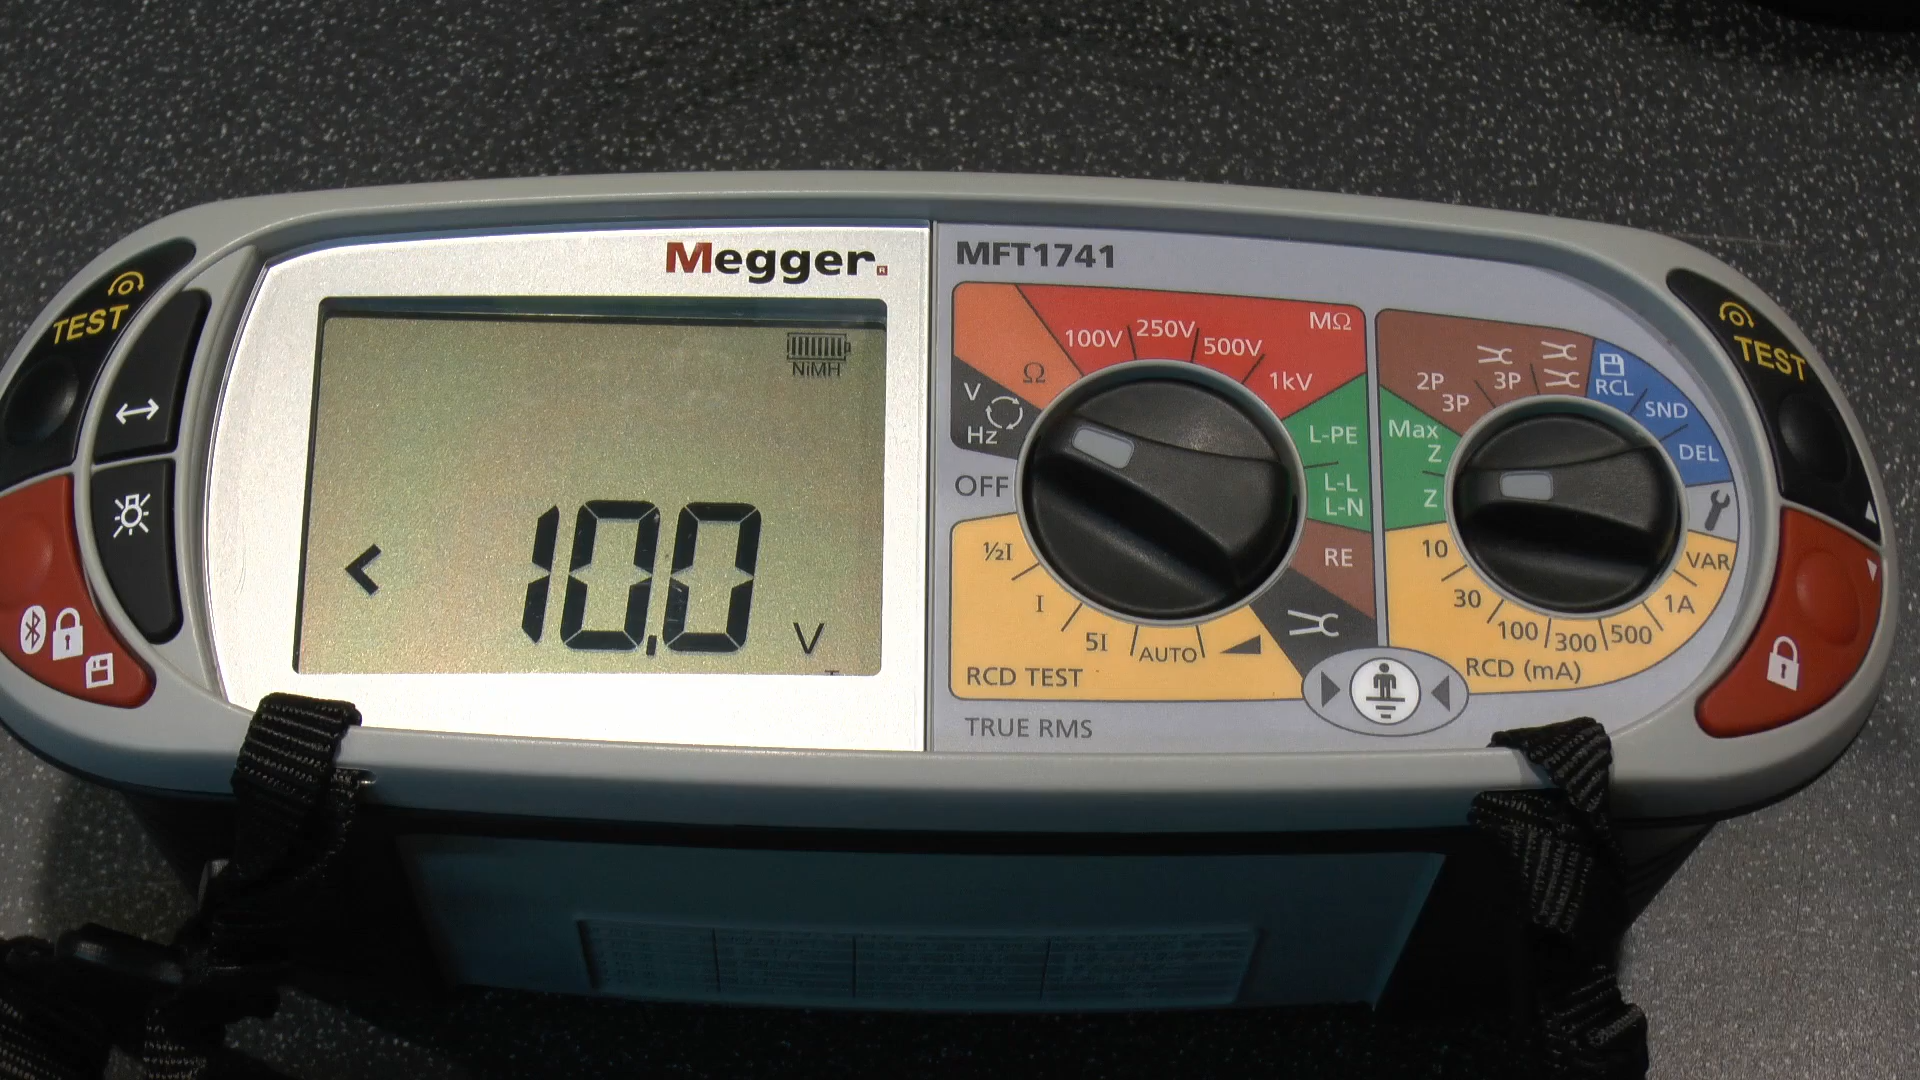 Megger
MFT1741
TEST
NiMH
< 10.0 V
V
Hz
OFF
Ω
100V
250V
500V
1kV
MΩ
L-PE
L-L
L-N
RE
½I
I
5I
AUTO
RCD TEST
TRUE RMS
2P
3P
3P
RCL
SND
DEL
Max
Z
Z
10
30
100
300
500
1A
VAR
RCD (mA)
TEST